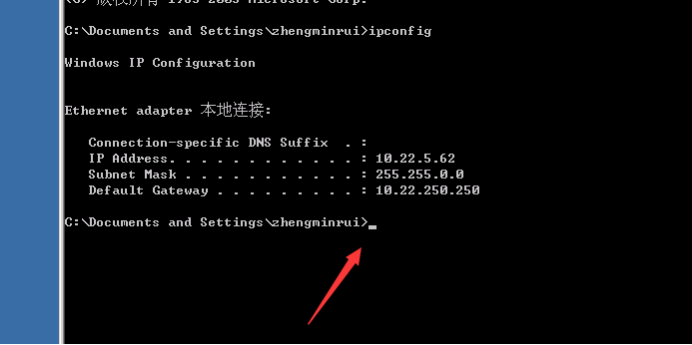 版权所有 1985-2003 Microsoft Corp.
C:\Documents and Settings\zhengminrui>ipconfig
Windows IP Configuration
Ethernet adapter 本地连接:
Connection-specific DNS Suffix . :
IP Address. . . . . . . . . . . . : 10.22.5.62
Subnet Mask . . . . . . . . . . . : 255.255.0.0
Default Gateway . . . . . . . . . : 10.22.250.250
C:\Documents and Settings\zhengminrui>